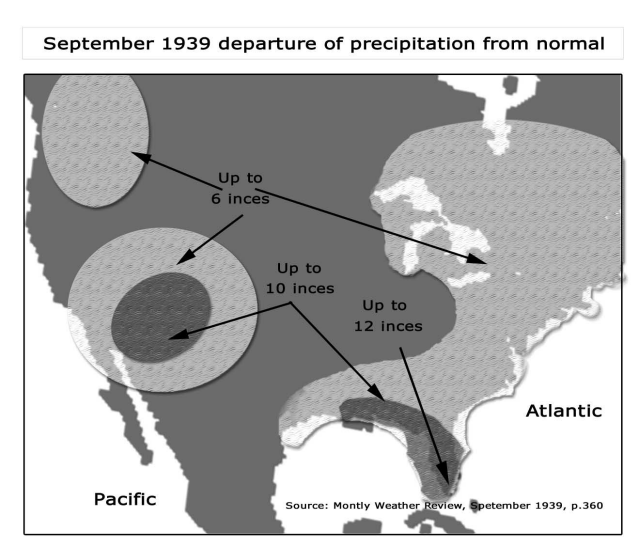 September 1939 departure of precipitation from normal
Up to
6 inces
Up to
10 inces
Up to
12 inces
Atlantic
Pacific
Source: Montly Weather Review, Spetember 1939, p.360